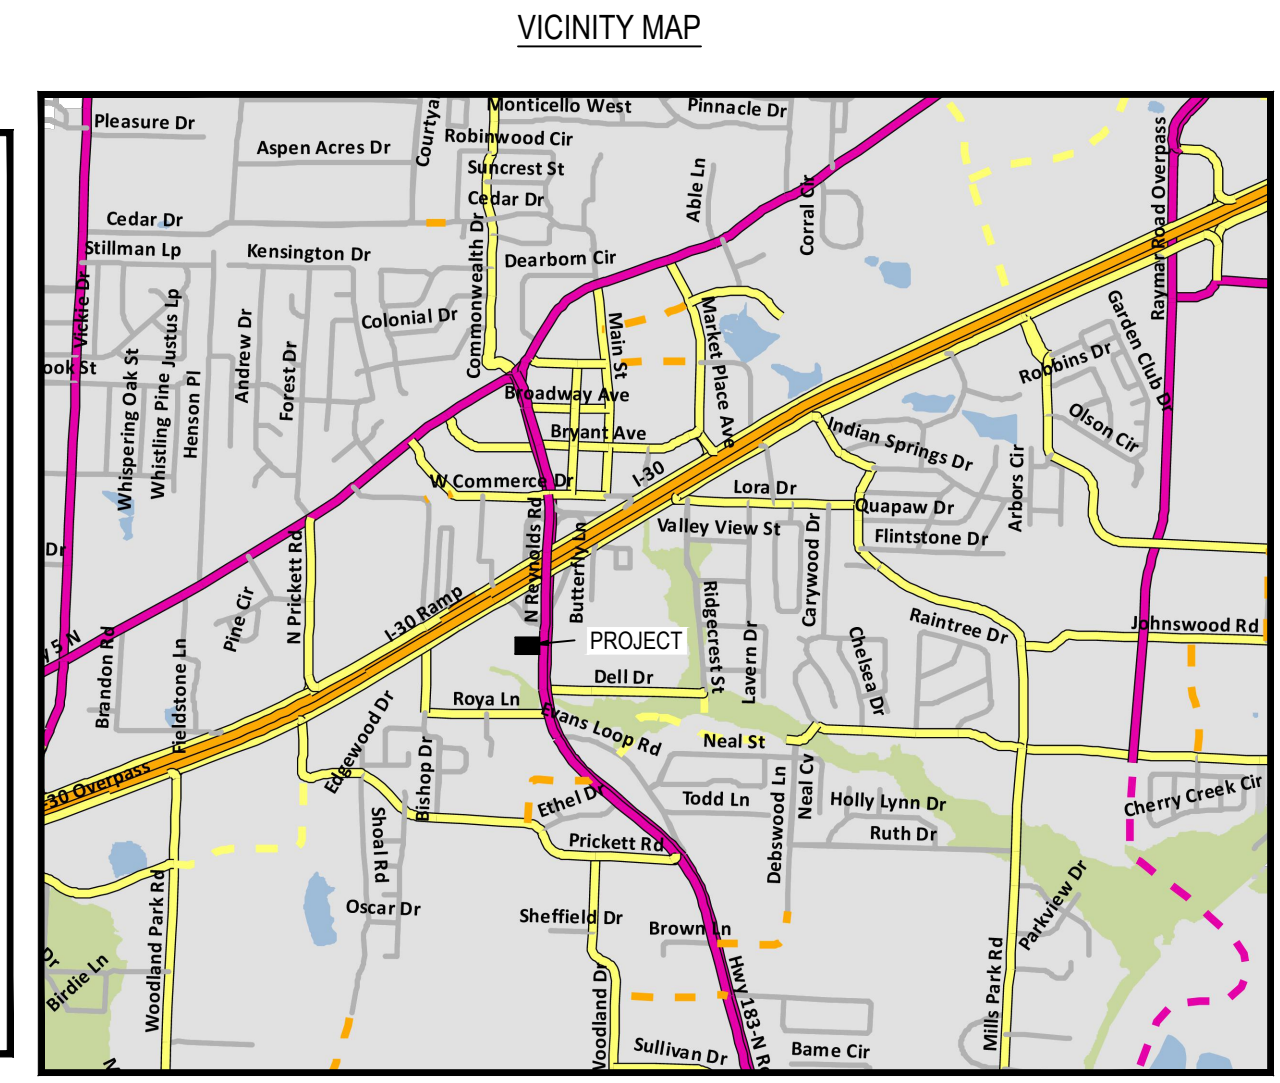 VICINITY MAP
Monticello West
Pinnacle Dr
Pleasure Dr
Courtya
Robinwood Cir
Aspen Acres Dr
Suncrest St
Raymar Road Overpass
Able Ln
Cedar Dr
Corral Cir
Cedar Dr
Stillman Lp
Kensington Dr
Commonwealth Dr
Dearborn Cir
Vickie Dr
Justus Lp
Colonial Dr
Main St
Market Place Ave
Garden Club Dr
Andrew Dr
Forest Dr
Whispering Oak St
Whistling Pine
Henson Pl
ook St
Robbins Dr
Broadway Ave
Olson Cir
Bryant Ave
Indian Springs Dr
Arbors Cir
W Commerce Dr
I-30
Lora Dr
Quapaw Dr
Valley View St
Flintstone Dr
Dr
N Prickett Rd
N Reynolds Rd
Butterfly Ln
Carywood Dr
Pine Cir
I-30 Ramp
Ridgecrest St
Lavern Dr
Raintree Dr
Johnswood Rd
y 5 N
PROJECT
Chelsea Dr
Brandon Rd
Fieldstone Ln
Dell Dr
Roya Ln
Evans Loop Rd
Edgewood Dr
Bishop Dr
Neal St
-30 Overpass
Debswood Ln
Neal Cv
Ethel Dr
Todd Ln
Holly Lynn Dr
Cherry Creek Cir
Shoal Rd
Prickett Rd
Ruth Dr
Woodland Park Rd
Oscar Dr
Sheffield Dr
Brown Ln
Parkview Dr
Dr
Birdie Ln
Woodland Dr
Hwy 183-N R
Mills Park Rd
Sullivan Dr
Bame Cir